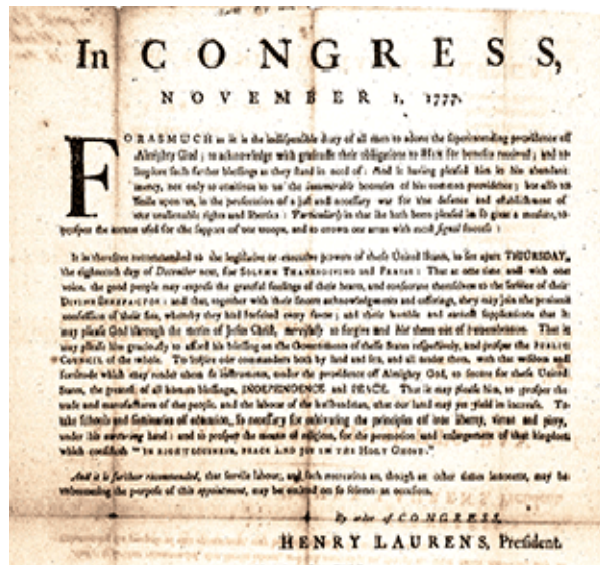 In CONGRESS,
NOVEMBER 1, 1777.
FORASMUCH as it is the indispensable duty of all men to adore the superintending providence of
Almighty God; to acknowledge with gratitude their obligations to HIM for benefits received; and to
implore such farther blessings as they stand in need of: And it having pleased him in his abundant
mercy, not only to continue to us the innumerable bounties of his common providence; but also to
smile upon us, in the prosecution of a just and necessary war for the defence and establishment of
our unalienable rights and liberties: Particularly in that he hath been pleased in so great a measure, to
prosper the means used for the support of our troops, and to crown our arms with most signal success:
It is therefore recommended to the legislative or executive powers of these United States, to set apart THURSDAY,
the eighteenth day of December next, for SOLEMN THANKSGIVING and PRAISE: That at one time and with one
voice, the good people may express the grateful feelings of their hearts, and consecrate themselves to the service of their
DIVINE BENEFACTOR: and that, together with their sincere acknowledgments and offerings, they may join the penitent
confession of their sins, whereby they had forfeited every favor; and their humble and earnest supplications that it
may please God through the merits of Jesus Christ, mercifully to forgive and blot them out of remembrance. That it
may please him graciously to afford his blessing on the Governments of these States respectively, and prosper the PUBLIC
COUNCIL of the whole. To inspire our commanders both by land and sea, and all under them, with that wisdom and
fortitude which may render them fit instruments, under the providence of Almighty God, to secure for these United
States, the greatest of all human blessings, INDEPENDENCE and PEACE. That it may please him, to prosper the
trade and manufactures of the people, and the labour of the husbandman, that our land may yet yield its increase. To
take schools and seminaries of education, so necessary for cultivating the principles of true liberty, virtue and piety,
under his nurturing hand: and to prosper the means of religion, for the promotion and enlargement of that kingdom
which consisteth "IN RIGHTEOUSNESS, PEACE AND JOY IN THE HOLY GHOST."
And it is further recommended, that servile labour, and such recreation as, though at other times innocent, may be
unbecoming the purpose of this appointment, may be omitted on so solemn an occasion.
By order of CONGRESS,
HENRY LAURENS, President.